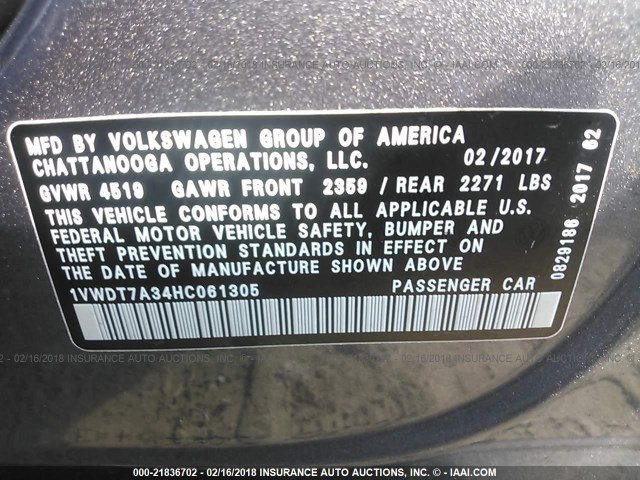 MFD BY VOLKSWAGEN GROUP OF AMERICA
CHATTANOOGA OPERATIONS, LLC. 02/2017
GVWR 4519 GAWR FRONT 2359 / REAR 2271 LBS
THIS VEHICLE CONFORMS TO ALL APPLICABLE U.S.
FEDERAL MOTOR VEHICLE SAFETY, BUMPER AND
THEFT PREVENTION STANDARDS IN EFFECT ON
THE DATE OF MANUFACTURE SHOWN ABOVE
1VWDT7A34HC061305 PASSENGER CAR
0829186 2017 62
000-21836702 - 02/16/2018 INSURANCE AUTO AUCTIONS, INC. - IAAI.COM